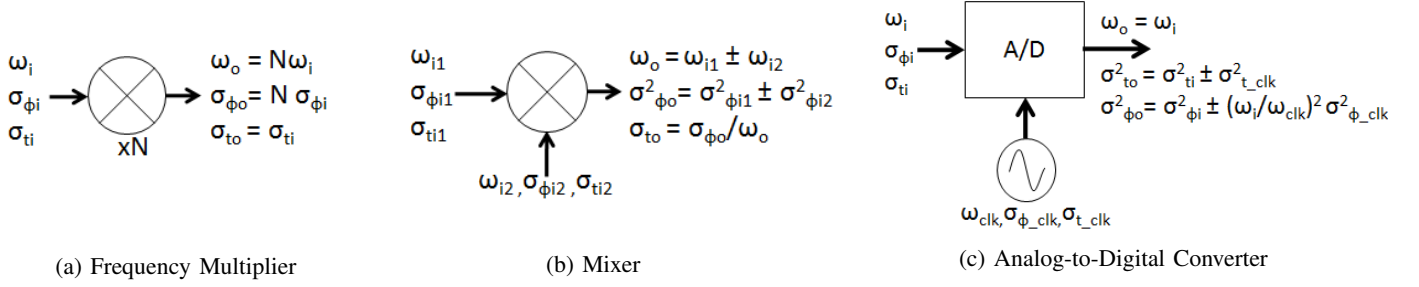 ωi
σϕi
σti
xN
ωo = Nωi
σϕo= N σϕi
σto = σti
(a) Frequency Multiplier
ωi1
σϕi1
σti1
ωi2 ,σϕi2 ,σti2
ωo = ωi1 ± ωi2
σ²ϕo = σ²ϕi1 ± σ²ϕi2
σto = σϕo/ωo
(b) Mixer
ωi
σϕi
σti
A/D
ωclk,σϕ_clk,σt_clk
ωo = ωi
σ²to = σ²ti ± σ²t_clk
σ²ϕo= σ²ϕi ± (ωi/ωclk)² σ²ϕ_clk
(c) Analog-to-Digital Converter